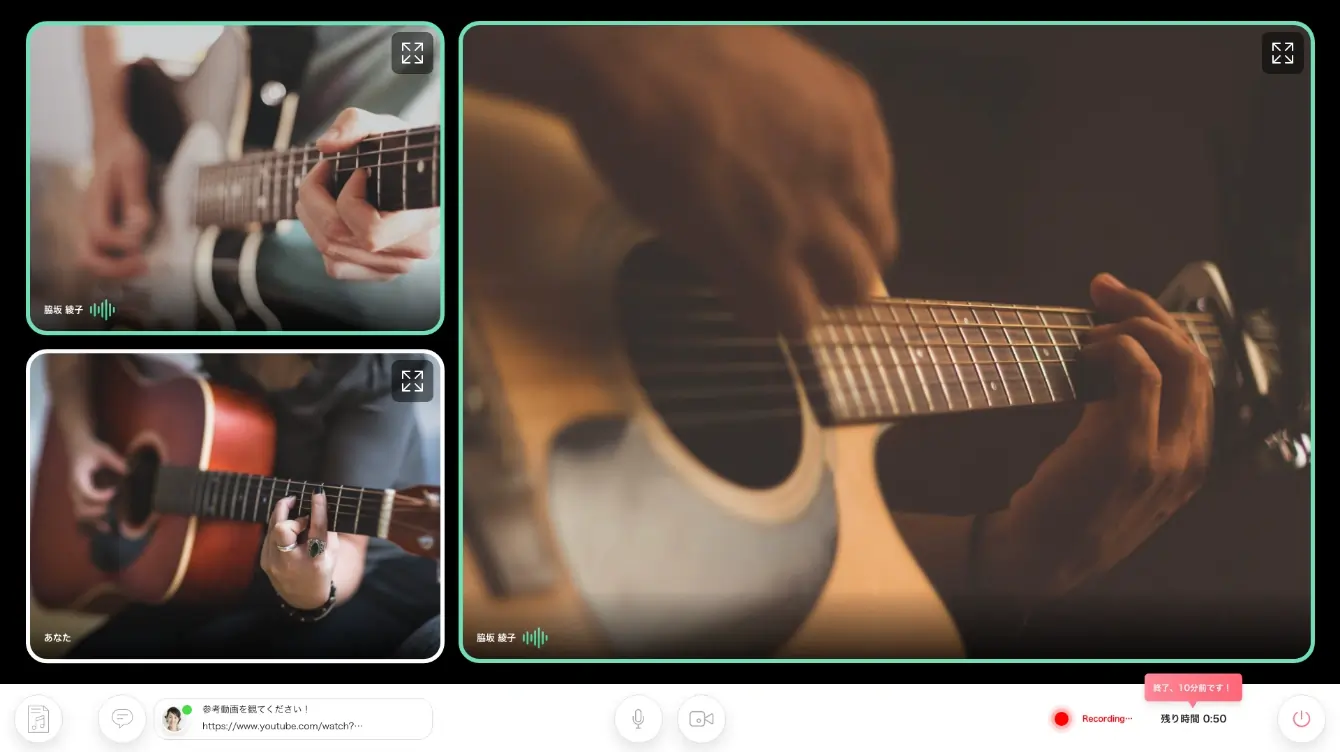 脇坂 綾子
あなた
脇坂 綾子
参考動画を観てください！
https://www.youtube.com/watch?…
終了、10分前です！
Recording…
残り時間 0:50